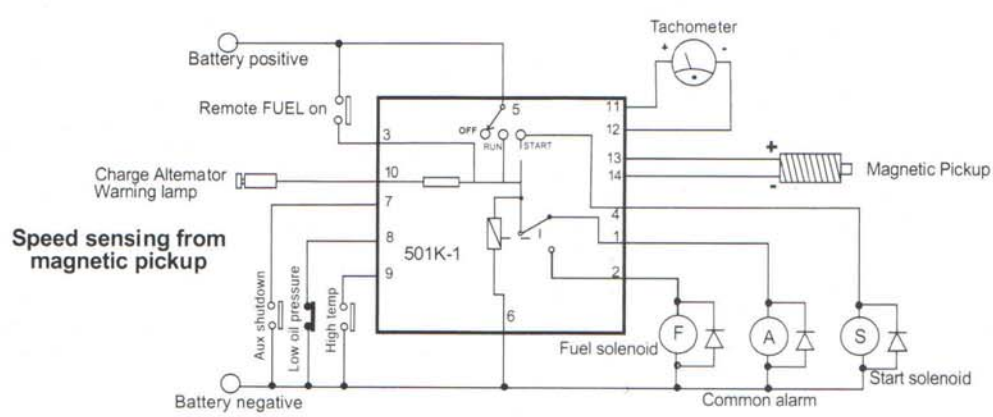 Tachometer
+ -
Battery positive
Remote FUEL on
5
11
OFF
RUN
START
12
3
13
+
14
-
Magnetic Pickup
10
Charge Alternator
Warning lamp
7
4
Speed sensing from
magnetic pickup
8
1
501K-1
9
2
6
Aux shutdown
Low oil pressure
High temp
F
A
S
Fuel solenoid
Start solenoid
Common alarm
Battery negative